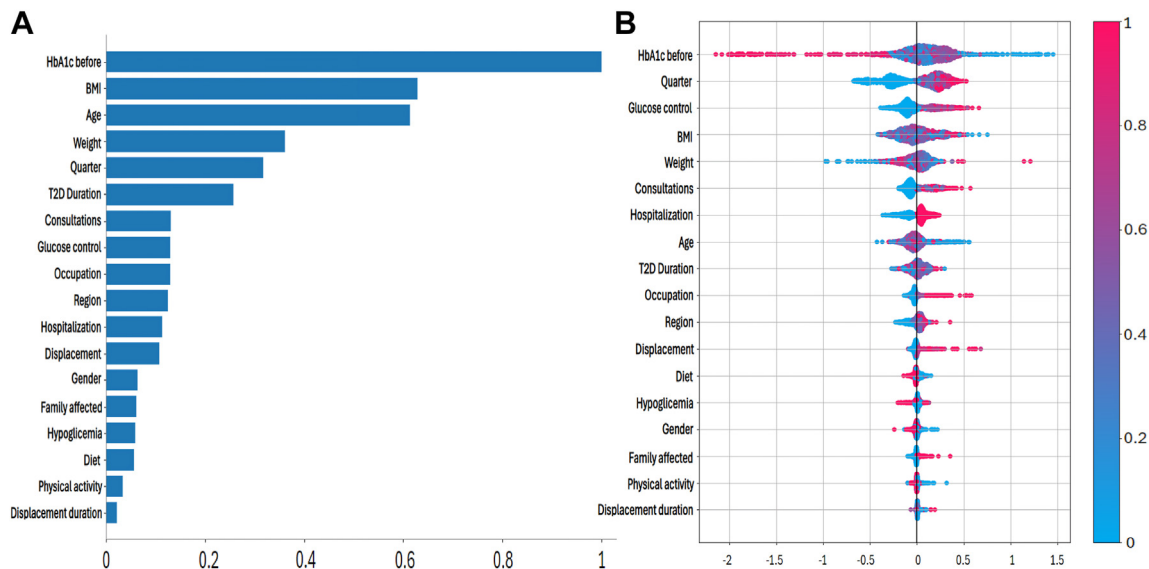 A
HbA1c before
BMI
Age
Weight
Quarter
T2D Duration
Consultations
Glucose control
Occupation
Region
Hospitalization
Displacement
Gender
Family affected
Hypoglicemia
Diet
Physical activity
Displacement duration
0 0.2 0.4 0.6 0.8 1
B
HbA1c before
Quarter
Glucose control
BMI
Weight
Consultations
Hospitalization
Age
T2D Duration
Occupation
Region
Displacement
Diet
Hypoglicemia
Gender
Family affected
Physical activity
Displacement duration
-2 -1 -0.5 0 0.5 1 1.5
1
0.8
0.6
0.4
0.2
0